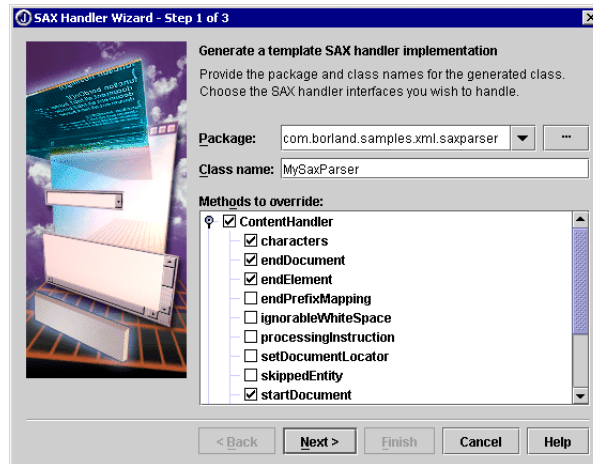 SAX Handler Wizard - Step 1 of 3
Generate a template SAX handler implementation
Provide the package and class names for the generated class.
Choose the SAX handler interfaces you wish to handle.
Package: com.borland.samples.xml.saxparser ...
Class name: MySaxParser
Methods to override:
ContentHandler
characters
endDocument
endElement
endPrefixMapping
ignorableWhiteSpace
processingInstruction
setDocumentLocator
skippedEntity
startDocument
< Back Next > Finish Cancel Help